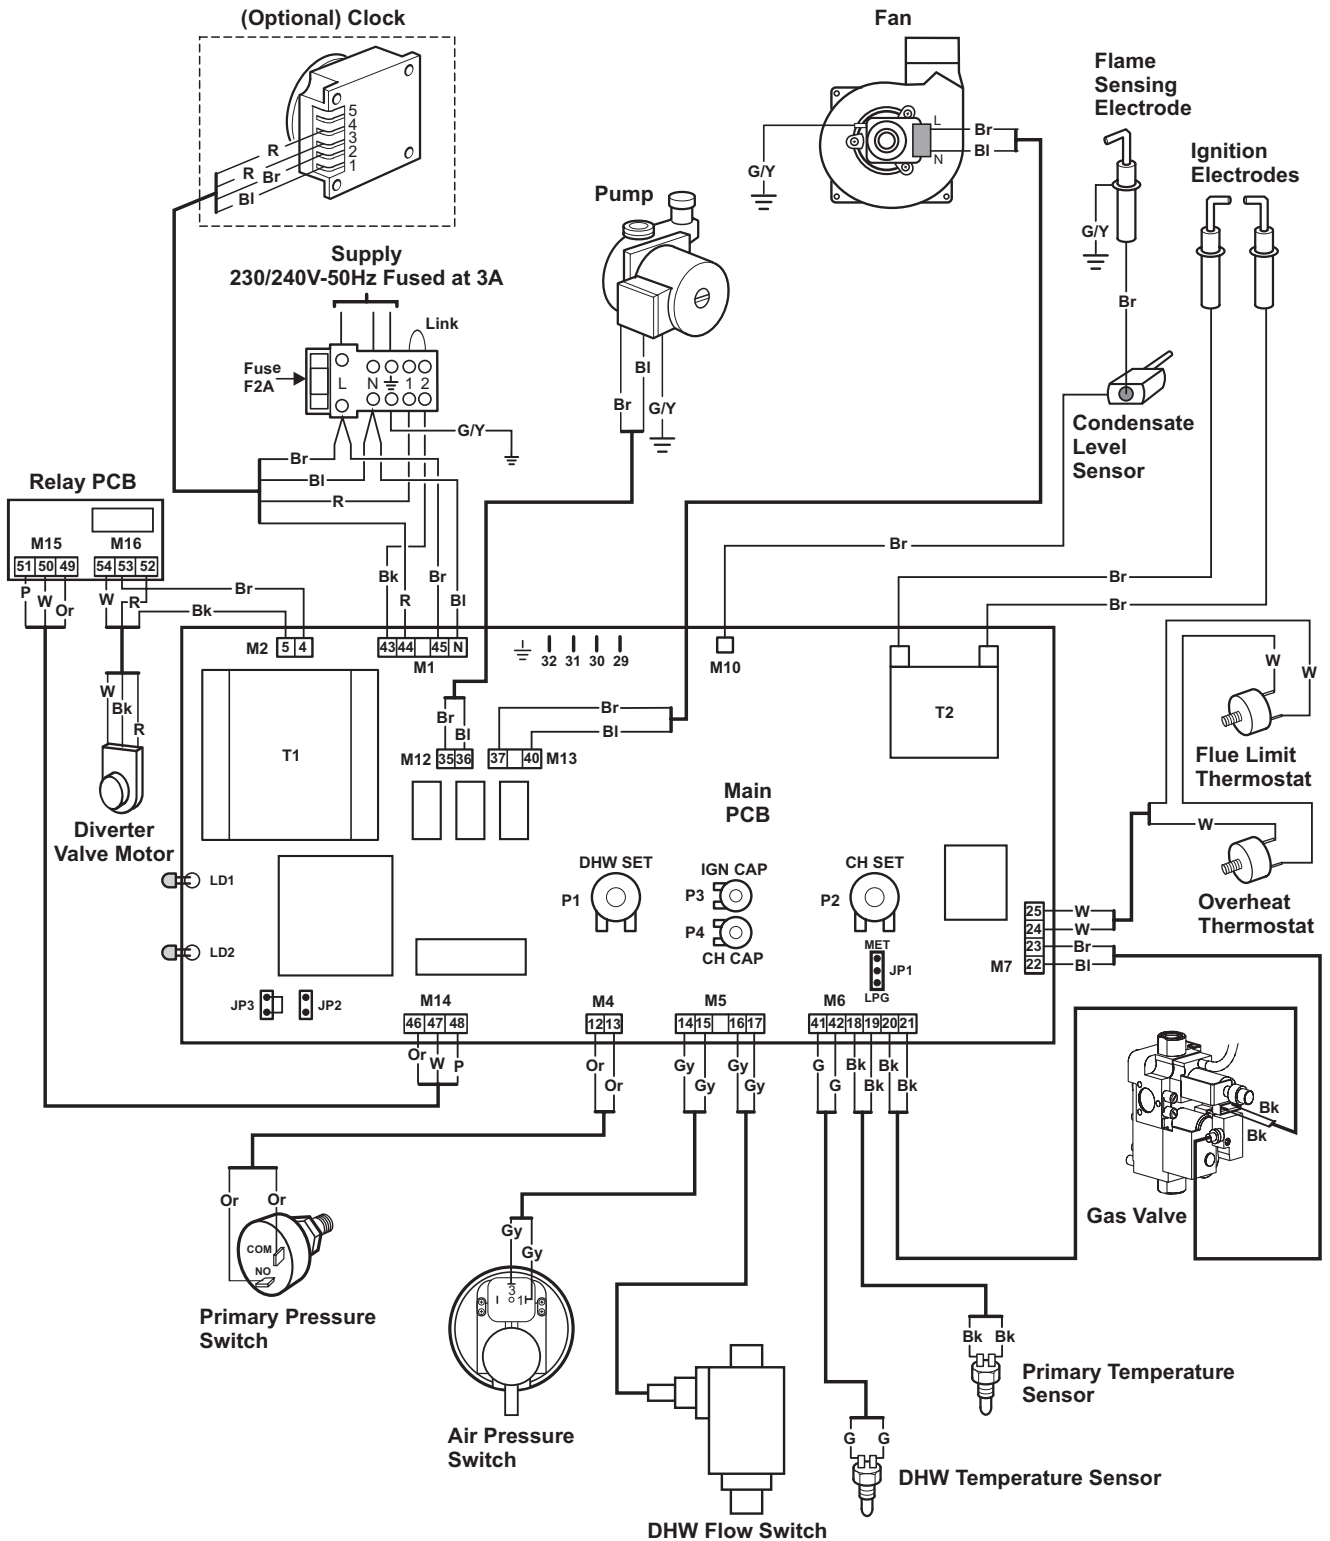 (Optional) Clock
5
4
3
2
1
R
R
Br
Bl
Fan
L
N
Br
Bl
G/Y
Flame
Sensing
Electrode
G/Y
Br
Ignition
Electrodes
Pump
Bl
Br
G/Y
Supply
230/240V-50Hz Fused at 3A
Link
Fuse
F2A
L N 1 2
G/Y
Br
Bl
R
Bk
R
Br
Bl
Condensate
Level
Sensor
Br
Br
Br
Relay PCB
M15 M16
51 50 49 54 53 52
P
W
Or
W
R
Br
Bk
M2 5 4
43 44 45 N
M1
32 31 30 29
M10
T1
T2
Br
Bl
M12 35 36
Br
Bl
37 40 M13
Main
PCB
W
Bk
R
Diverter
Valve Motor
W
W
Flue Limit
Thermostat
W
Overheat
Thermostat
LD1
LD2
DHW SET
P1
IGN CAP
P3
P4
CH CAP
CH SET
P2
MET
JP1
LPG
25 W
24 W
23 Br
22 Bl
M7
JP3
JP2
M14
46 47 48
Or
W
P
M4
12 13
Or
Or
M5
14 15 16 17
Gy
Gy
Gy
Gy
M6
41 42 18 19 20 21
G
G
Bk
Bk
Bk
Bk
Bk
Bk
Gas Valve
Or
Or
COM
NO
Primary Pressure
Switch
Gy
Gy
3
1
Air Pressure
Switch
DHW Flow Switch
G G
DHW Temperature Sensor
Bk Bk
Primary Temperature
Sensor